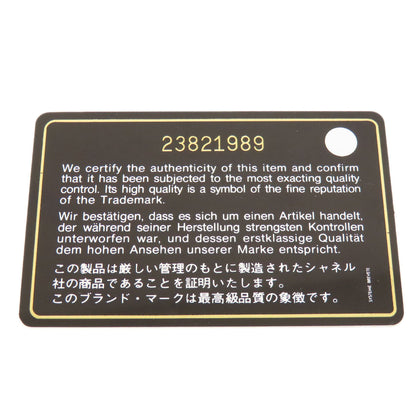 23821989
We certify the authenticity of this item and confirm
that it has been subjected to the most exacting quality
control. Its high quality is a symbol of the fine reputation
of the Trademark.
Wir bestätigen, dass es sich um einen Artikel handelt,
der während seiner Herstellung strengsten Kontrollen
unterworfen war, und dessen erstklassige Qualität
dem hohen Ansehen unserer Marke entspricht.
この製品は厳しい管理のもとに製造されたシャネル
社の商品であることを証明いたします。
このブランド・マークは最高級品質の象徴です。
SYSTEME BREVETE